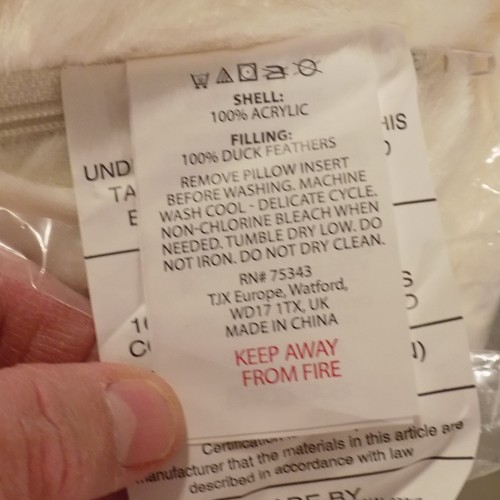 SHELL:
100% ACRYLIC
FILLING:
100% DUCK FEATHERS
REMOVE PILLOW INSERT
BEFORE WASHING. MACHINE
WASH COOL - DELICATE CYCLE.
NON-CHLORINE BLEACH WHEN
NEEDED. TUMBLE DRY LOW. DO
NOT IRON. DO NOT DRY CLEAN.
RN# 75343
TJX Europe, Watford,
WD17 1TX, UK
MADE IN CHINA
KEEP AWAY
FROM FIRE
manufacturer that the materials in this article are
described in accordance with law